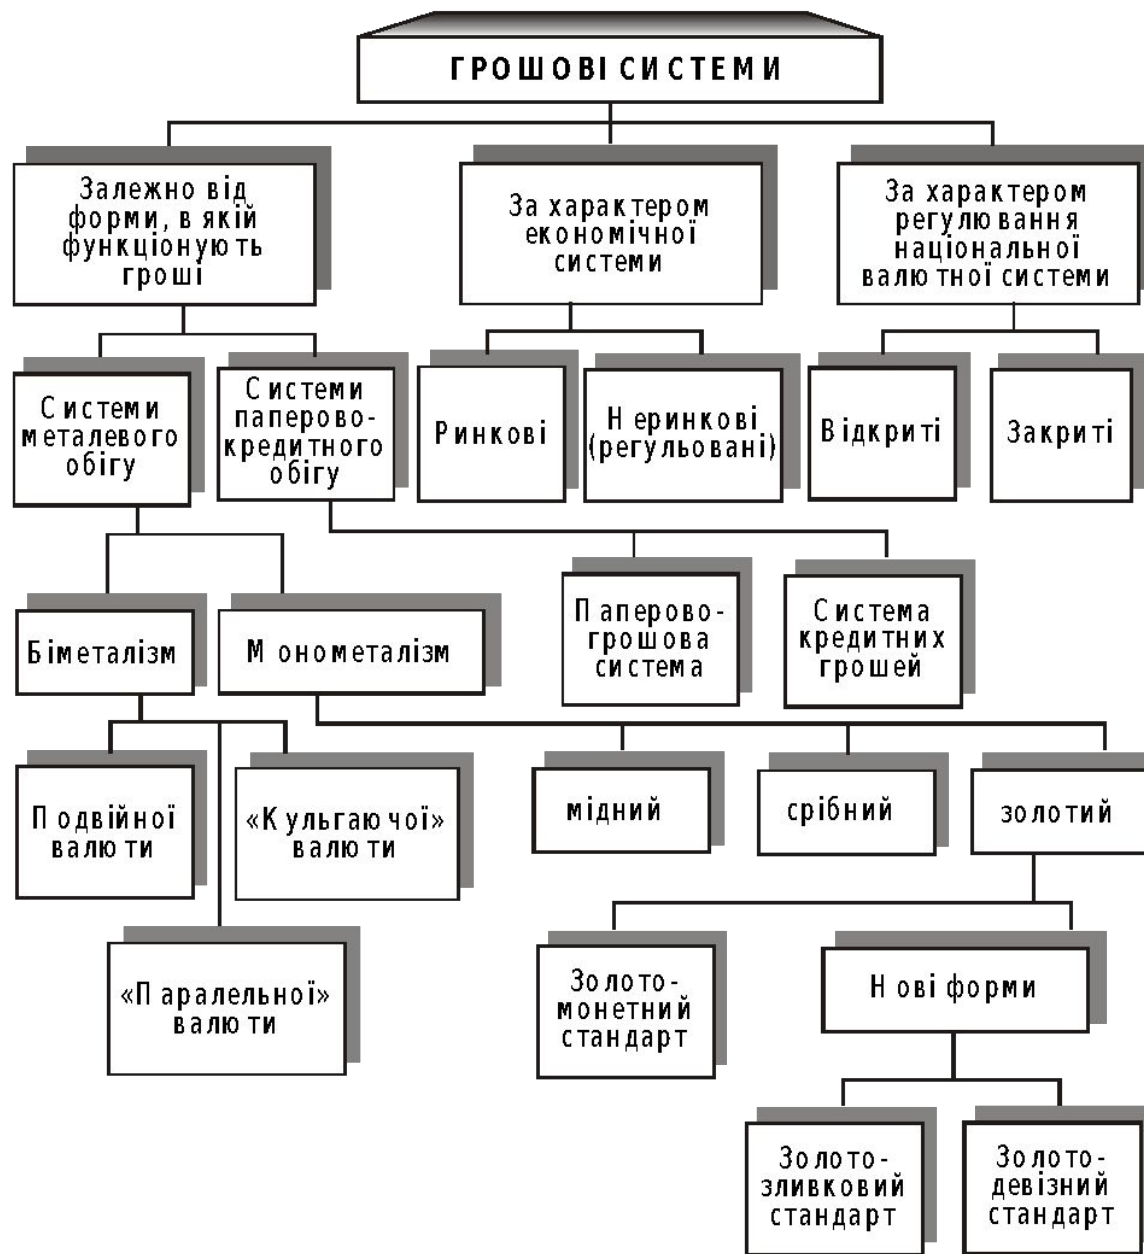 ГРОШОВІ СИСТЕМИ
Залежно від
форми, в якій
функціонують
гроші
За характером
економічної
системи
За характером
регулювання
національної
валютної системи
Системи
металевого
обігу
Системи
паперово-
кредитного
обігу
Ринкові
Неринкові
(регульовані)
Відкриті
Закриті
Паперово-
грошова
система
Система
кредитних
грошей
Біметалізм
Монометалізм
Подвійної
валюти
«Кульгаючої»
валюти
мідний
срібний
золотий
«Паралельної»
валюти
Золото-
монетний
стандарт
Нові форми
Золото-
зливковий
стандарт
Золото-
девізний
стандарт